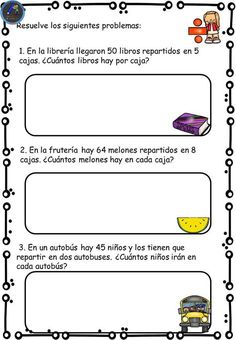 Resuelve los siguientes problemas:
1. En la librería llegaron 50 libros repartidos en 5
cajas. ¿Cuántos libros hay por caja?
2. En la frutería hay 64 melones repartidos en 8
cajas. ¿Cuántos melones hay en cada caja?
3. En un autobús hay 45 niños y los tienen que
repartir en dos autobuses. ¿Cuántos niños irán en
cada autobús?